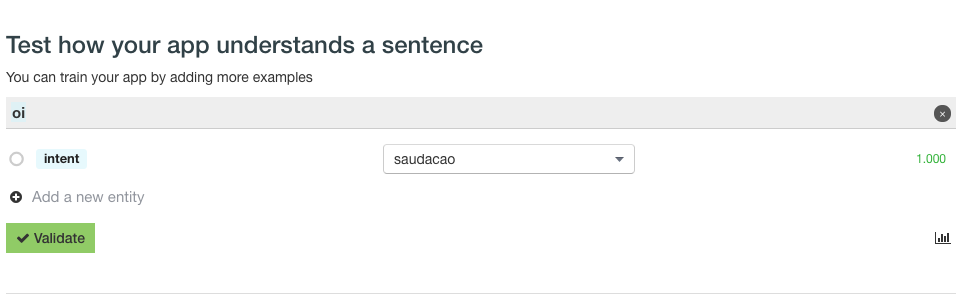 Test how your app understands a sentence
You can train your app by adding more examples
oi
intent saudacao 1.000
Add a new entity
Validate